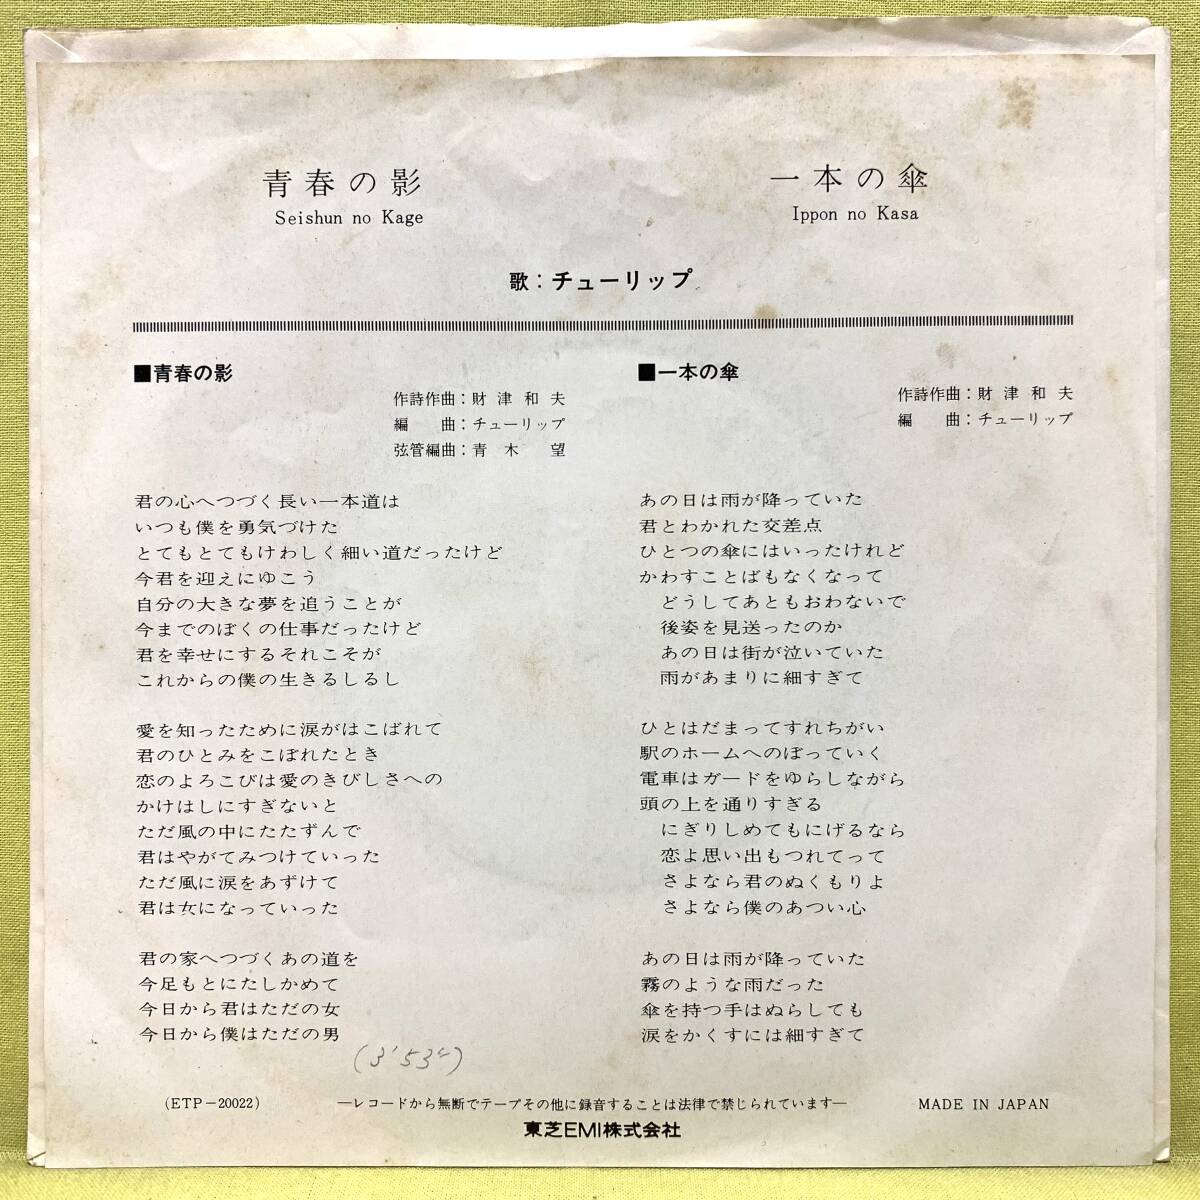 青春の影
Seishun no Kage
一本の傘
Ippon no Kasa
歌：チューリップ
■青春の影
作詩作曲：財津和夫
編　曲：チューリップ
弦管編曲：青木　望
君の心へつづく長い一本道は
いつも僕を勇気づけた
とてもとてもけわしく細い道だったけど
今君を迎えにゆこう
自分の大きな夢を追うことが
今までのぼくの仕事だったけど
君を幸せにするそれこそが
これからの僕の生きるしるし
愛を知ったために涙がはこばれて
君のひとみをこぼれたとき
恋のよろこびは愛のきびしさへの
かけはしにすぎないと
ただ風の中にたたずんで
君はやがてみつけていった
ただ風に涙をあずけて
君は女になっていった
君の家へつづくあの道を
今足もとにたしかめて
今日から君はただの女
今日から僕はただの男
(3′53″)
■一本の傘
作詩作曲：財津和夫
編　曲：チューリップ
あの日は雨が降っていた
君とわかれた交差点
ひとつの傘にはいったけれど
かわすことばもなくなって
どうしてあともおわないで
後姿を見送ったのか
あの日は街が泣いていた
雨があまりに細すぎて
ひとはだまってすれちがい
駅のホームへのぼっていく
電車はガードをゆらしながら
頭の上を通りすぎる
にぎりしめてもにげるなら
恋よ思い出もつれてって
さよなら君のぬくもりよ
さよなら僕のあつい心
あの日は雨が降っていた
霧のような雨だった
傘を持つ手はぬらしても
涙をかくすには細すぎて
(ETP－20022)
―レコードから無断でテープその他に録音することは法律で禁じられています―
MADE IN JAPAN
東芝EMI株式会社